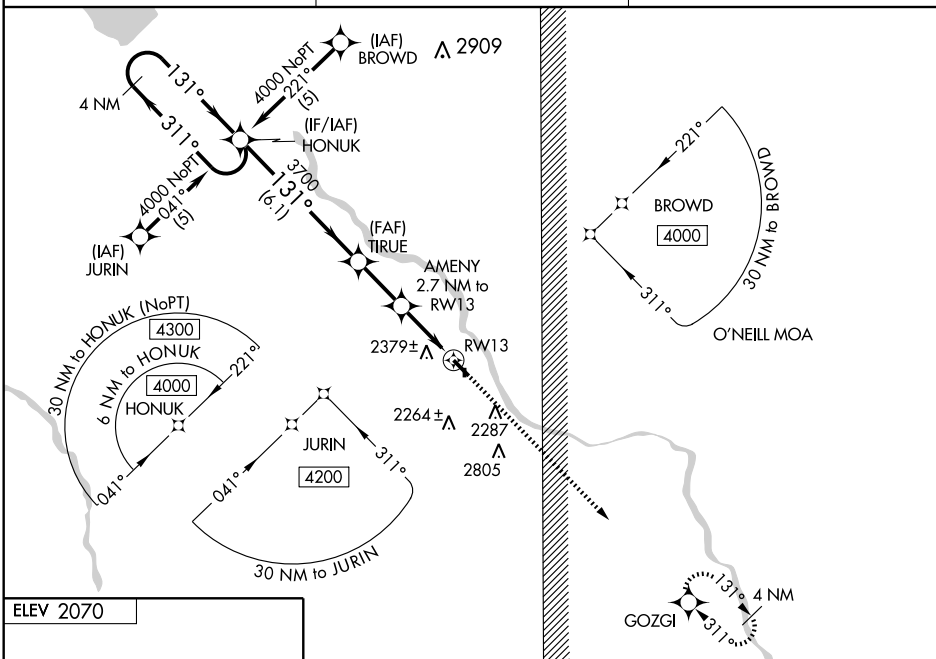 (IAF)
BROWD
2909
4000 NoPT
221°
(5)
131°
4 NM
311°
(IF/IAF)
HONUK
4000 NoPT
041°
(5)
3700
131°
(6.1)
(IAF)
JURIN
(FAF)
TIRUE
AMENY
2.7 NM to
RW13
2379±
RW13
2264±
2287
2805
221°
BROWD
4000
30 NM to BROWD
311°
O'NEILL MOA
30 NM to HONUK (NoPT)
4300
6 NM to HONUK
4000
HONUK
221°
041°
JURIN
4200
041°
311°
30 NM to JURIN
131°
4 NM
GOZGI
311°
ELEV 2070